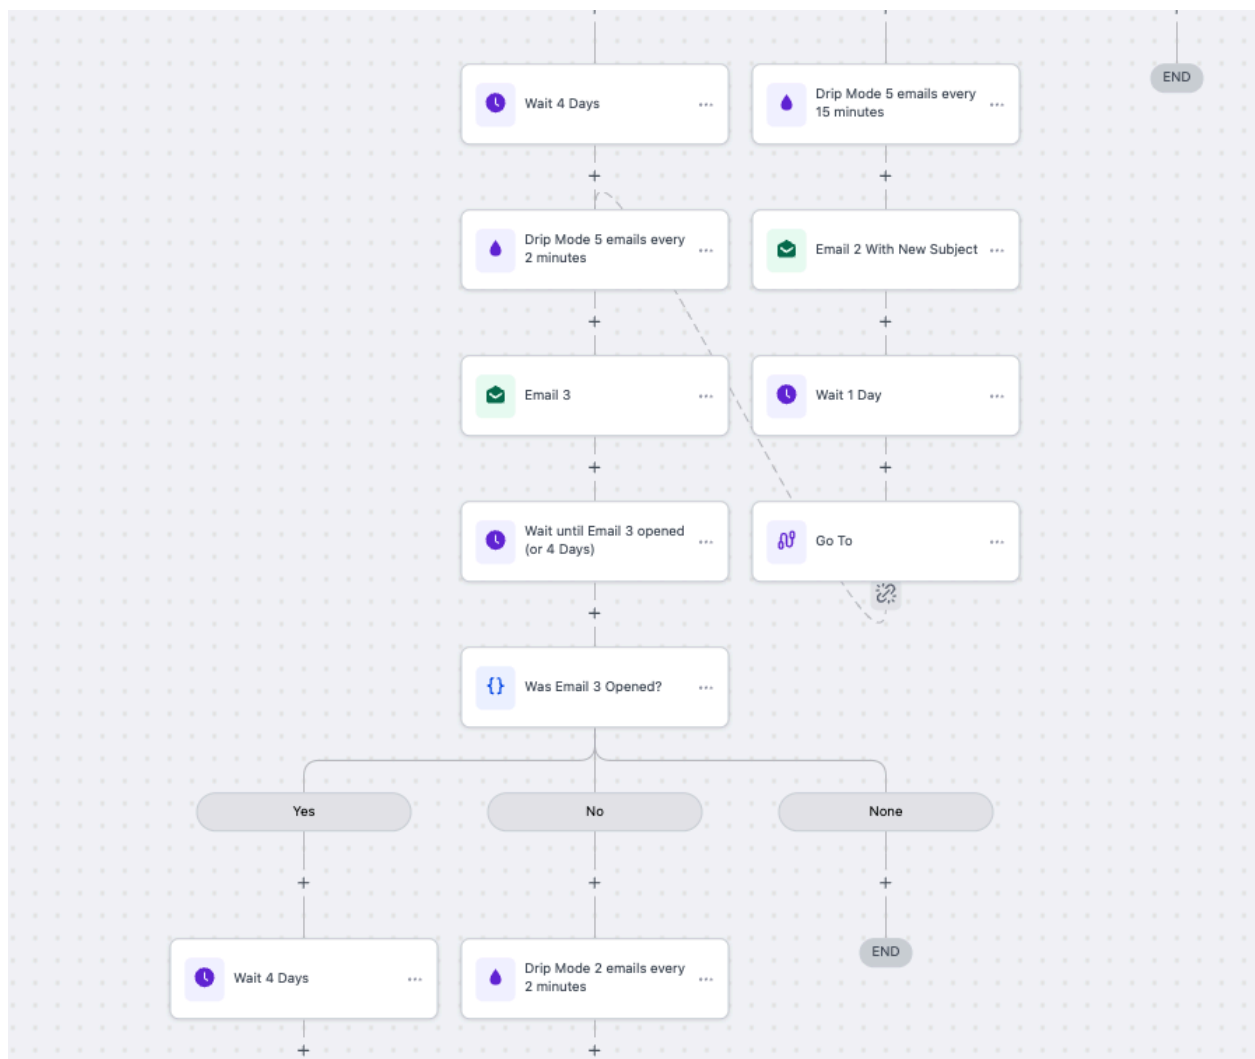 Wait 4 Days
Drip Mode 5 emails every
15 minutes
END
Drip Mode 5 emails every
2 minutes
Email 2 With New Subject
Email 3
Wait 1 Day
Wait until Email 3 opened
(or 4 Days)
Go To
Was Email 3 Opened?
Yes
No
None
Wait 4 Days
Drip Mode 2 emails every
2 minutes
END